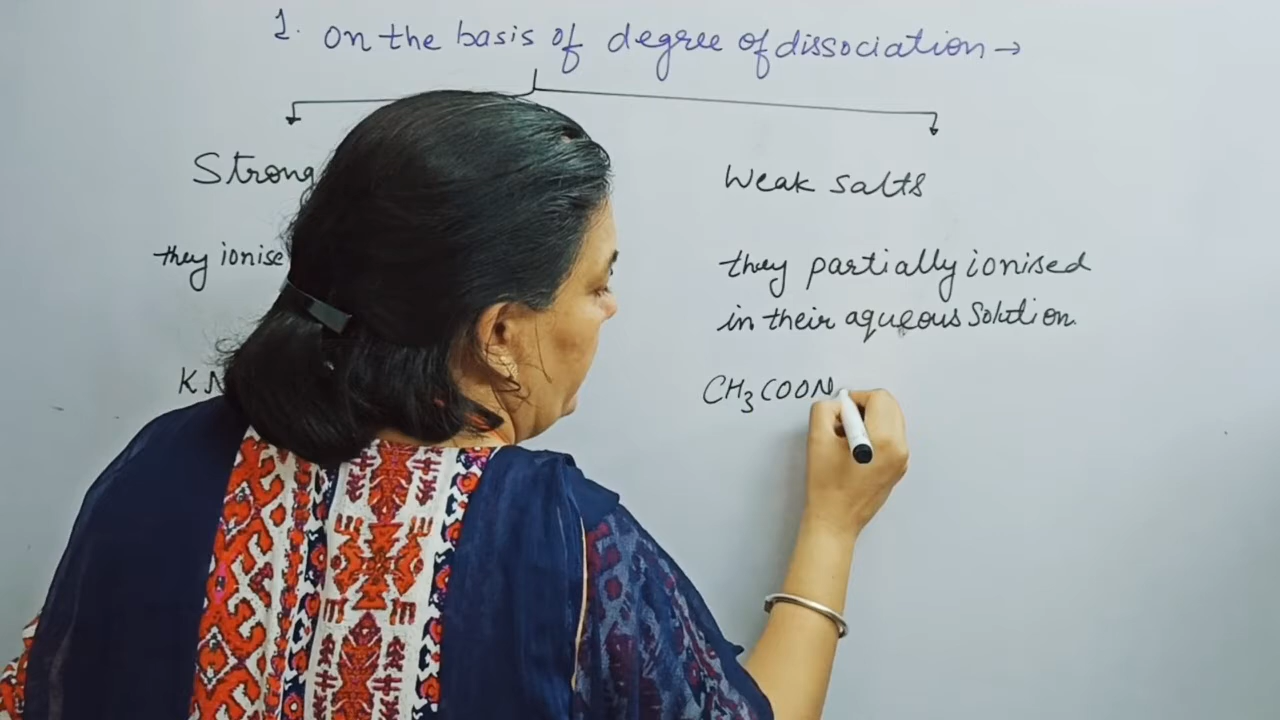 1. on the basis of degree of dissociation →
Strong
Weak salts
they ionise
they partially ionised
in their aqueous Solution.
K N
CH3COON